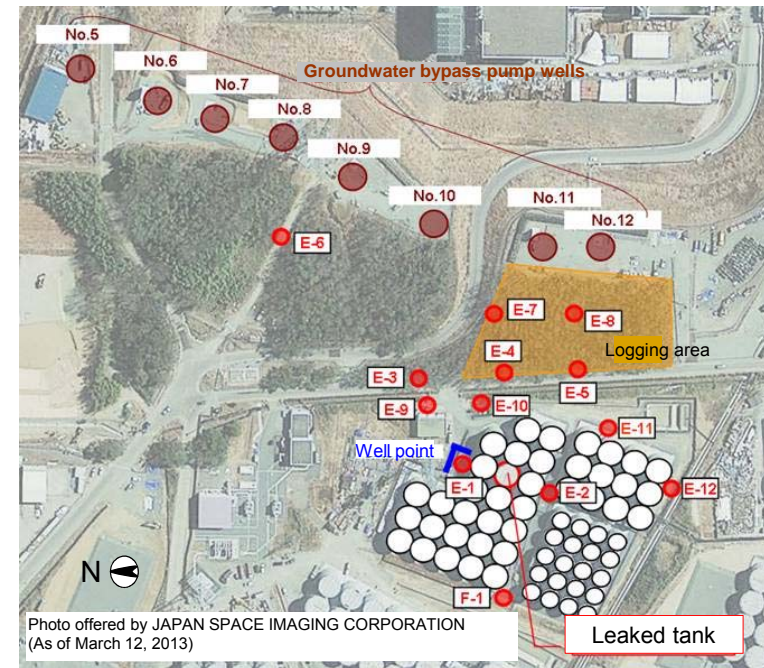 No.5
No.6
Groundwater bypass pump wells
No.7
No.8
No.9
No.10
No.11
No.12
E-6
E-7
E-8
Logging area
E-4
E-3
E-5
E-9
E-10
E-11
Well point
E-1
E-2
E-12
N
F-1
Photo offered by JAPAN SPACE IMAGING CORPORATION
(As of March 12, 2013)
Leaked tank